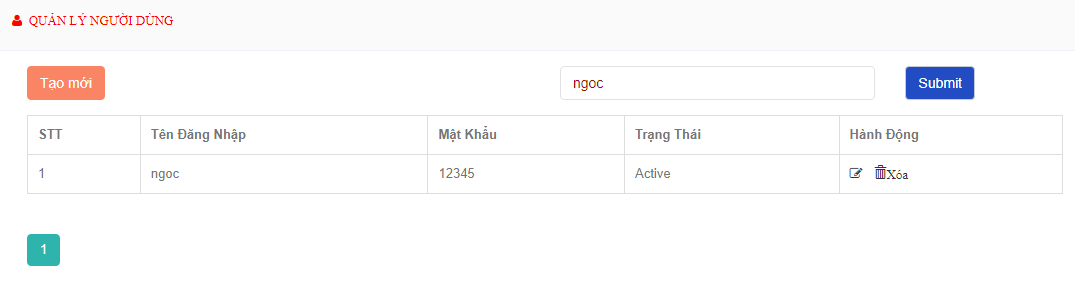 QUẢN LÝ NGƯỜI DÙNG
Tạo mới ngoc Submit
STT Tên Đăng Nhập Mật Khẩu Trạng Thái Hành Động
1 ngoc 12345 Active Xóa
1